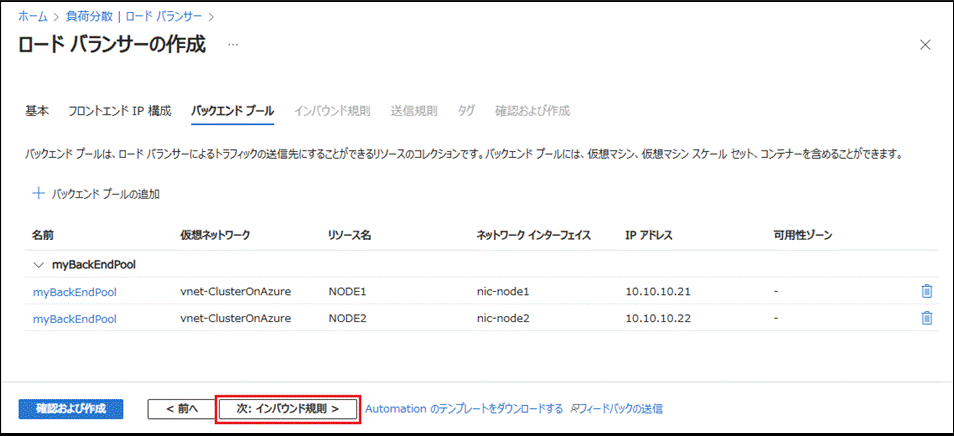 ホーム > 負荷分散 | ロード バランサー >
ロード バランサーの作成 ...
基本 フロントエンド IP 構成 バックエンド プール インバウンド規則 送信規則 タグ 確認および作成
バックエンド プールは、ロード バランサーによるトラフィックの送信先にすることができるリソースのコレクションです。バックエンド プールには、仮想マシン、仮想マシン スケール セット、コンテナーを含めることができます。
+ バックエンド プールの追加
名前 仮想ネットワーク リソース名 ネットワーク インターフェイス IP アドレス 可用性ゾーン
myBackEndPool
myBackEndPool vnet-ClusterOnAzure NODE1 nic-node1 10.10.10.21 -
myBackEndPool vnet-ClusterOnAzure NODE2 nic-node2 10.10.10.22 -
確認および作成 < 前へ 次: インバウンド規則 > Automation のテンプレートをダウンロードする フィードバックの送信